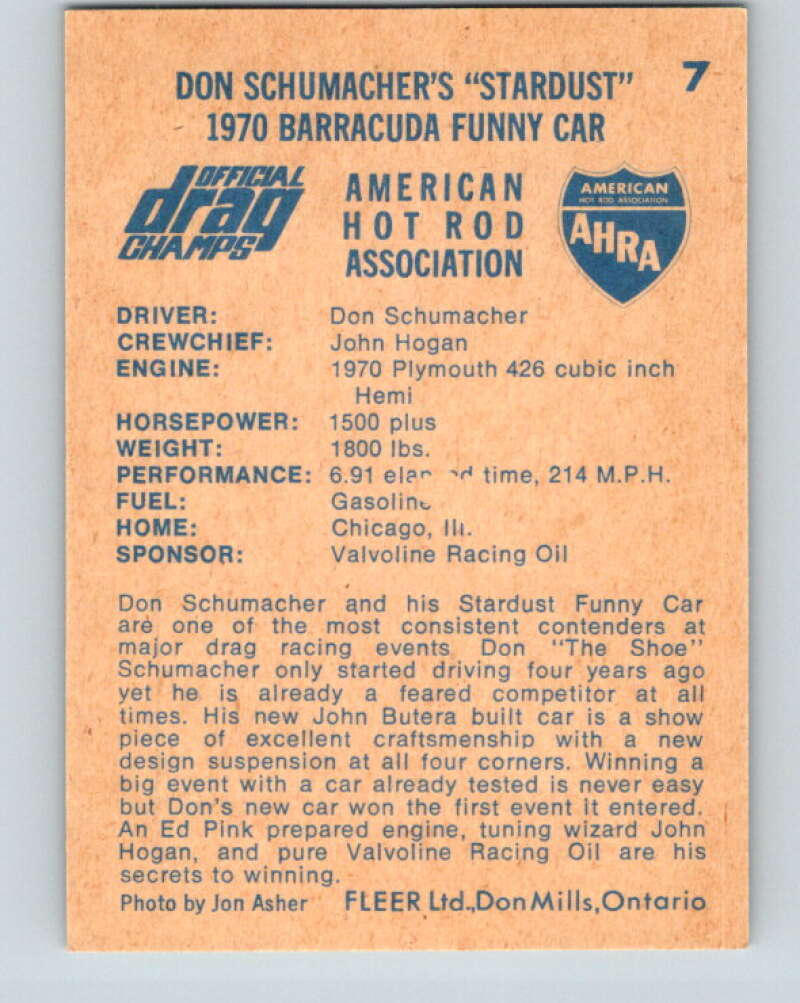 7
DON SCHUMACHER'S "STARDUST"
1970 BARRACUDA FUNNY CAR
OFFICIAL
drag
CHAMPS
AMERICAN
HOT ROD
ASSOCIATION
AMERICAN
HOT ROD ASSOCIATION
AHRA
DRIVER: Don Schumacher
CREWCHIEF: John Hogan
ENGINE: 1970 Plymouth 426 cubic inch
Hemi
HORSEPOWER: 1500 plus
WEIGHT: 1800 lbs.
PERFORMANCE: 6.91 time, 214 M.P.H.
FUEL: Gasoline
HOME: Chicago, Ill.
SPONSOR: Valvoline Racing Oil
Don Schumacher and his Stardust Funny Car
are one of the most consistent contenders at
major drag racing events Don "The Shoe"
Schumacher only started driving four years ago
yet he is already a feared competitor at all
times. His new John Butera built car is a show
piece of excellent craftsmenship with a new
design suspension at all four corners. Winning a
big event with a car already tested is never easy
but Don's new car won the first event it entered.
An Ed Pink prepared engine, tuning wizard John
Hogan, and pure Valvoline Racing Oil are his
secrets to winning.
Photo by Jon Asher FLEER Ltd., Don Mills, Ontario